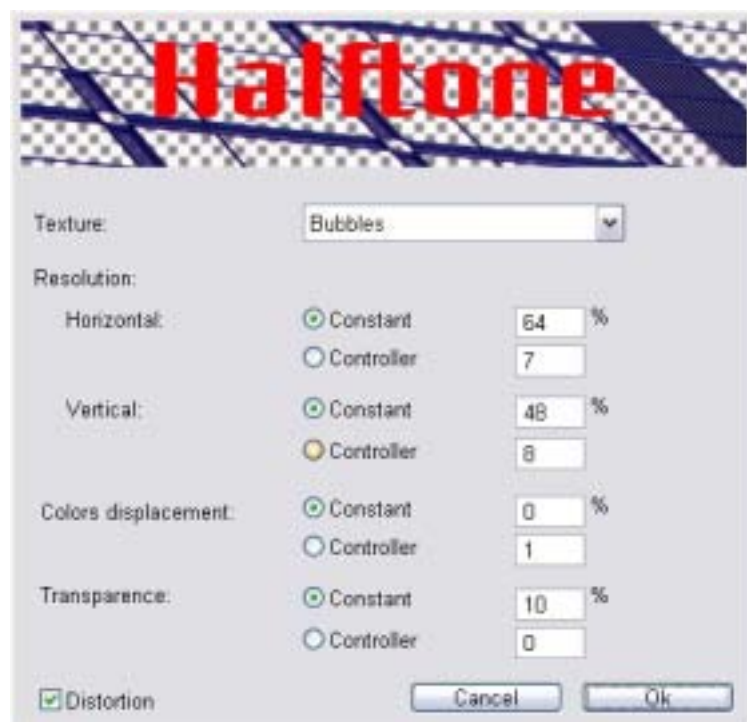 Halftone
Texture: Bubbles
Resolution:
Horizontal: Constant 64 %
Controller 7
Vertical: Constant 48 %
Controller 8
Colors displacement: Constant 0 %
Controller 1
Transparence: Constant 10 %
Controller 0
Distortion Cancel Ok